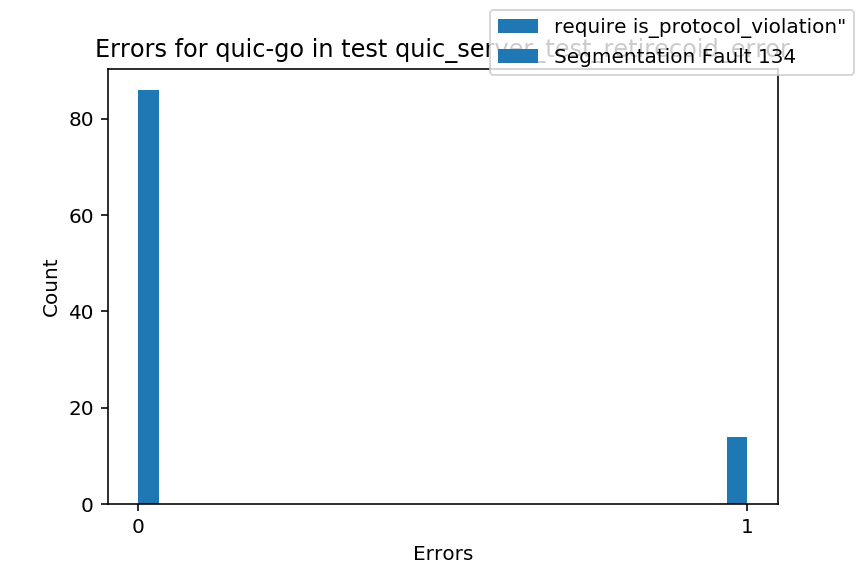 require is_protocol_violation"
Errors for quic-go in test quic_server_test_retirecoid_error
Segmentation Fault 134
80
60
40
20
0
Count
0 1
Errors